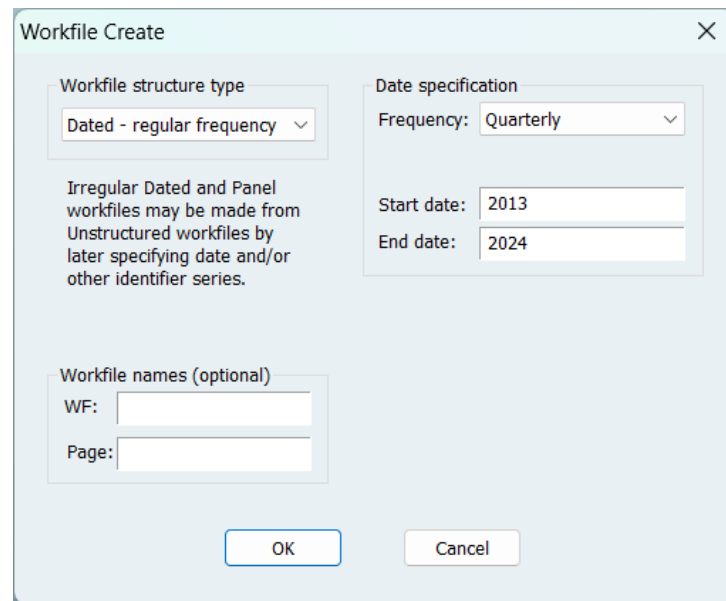 Workfile Create
Workfile structure type
Dated - regular frequency
Irregular Dated and Panel
workfiles may be made from
Unstructured workfiles by
later specifying date and/or
other identifier series.
Date specification
Frequency: Quarterly
Start date: 2013
End date: 2024
Workfile names (optional)
WF:
Page:
OK
Cancel